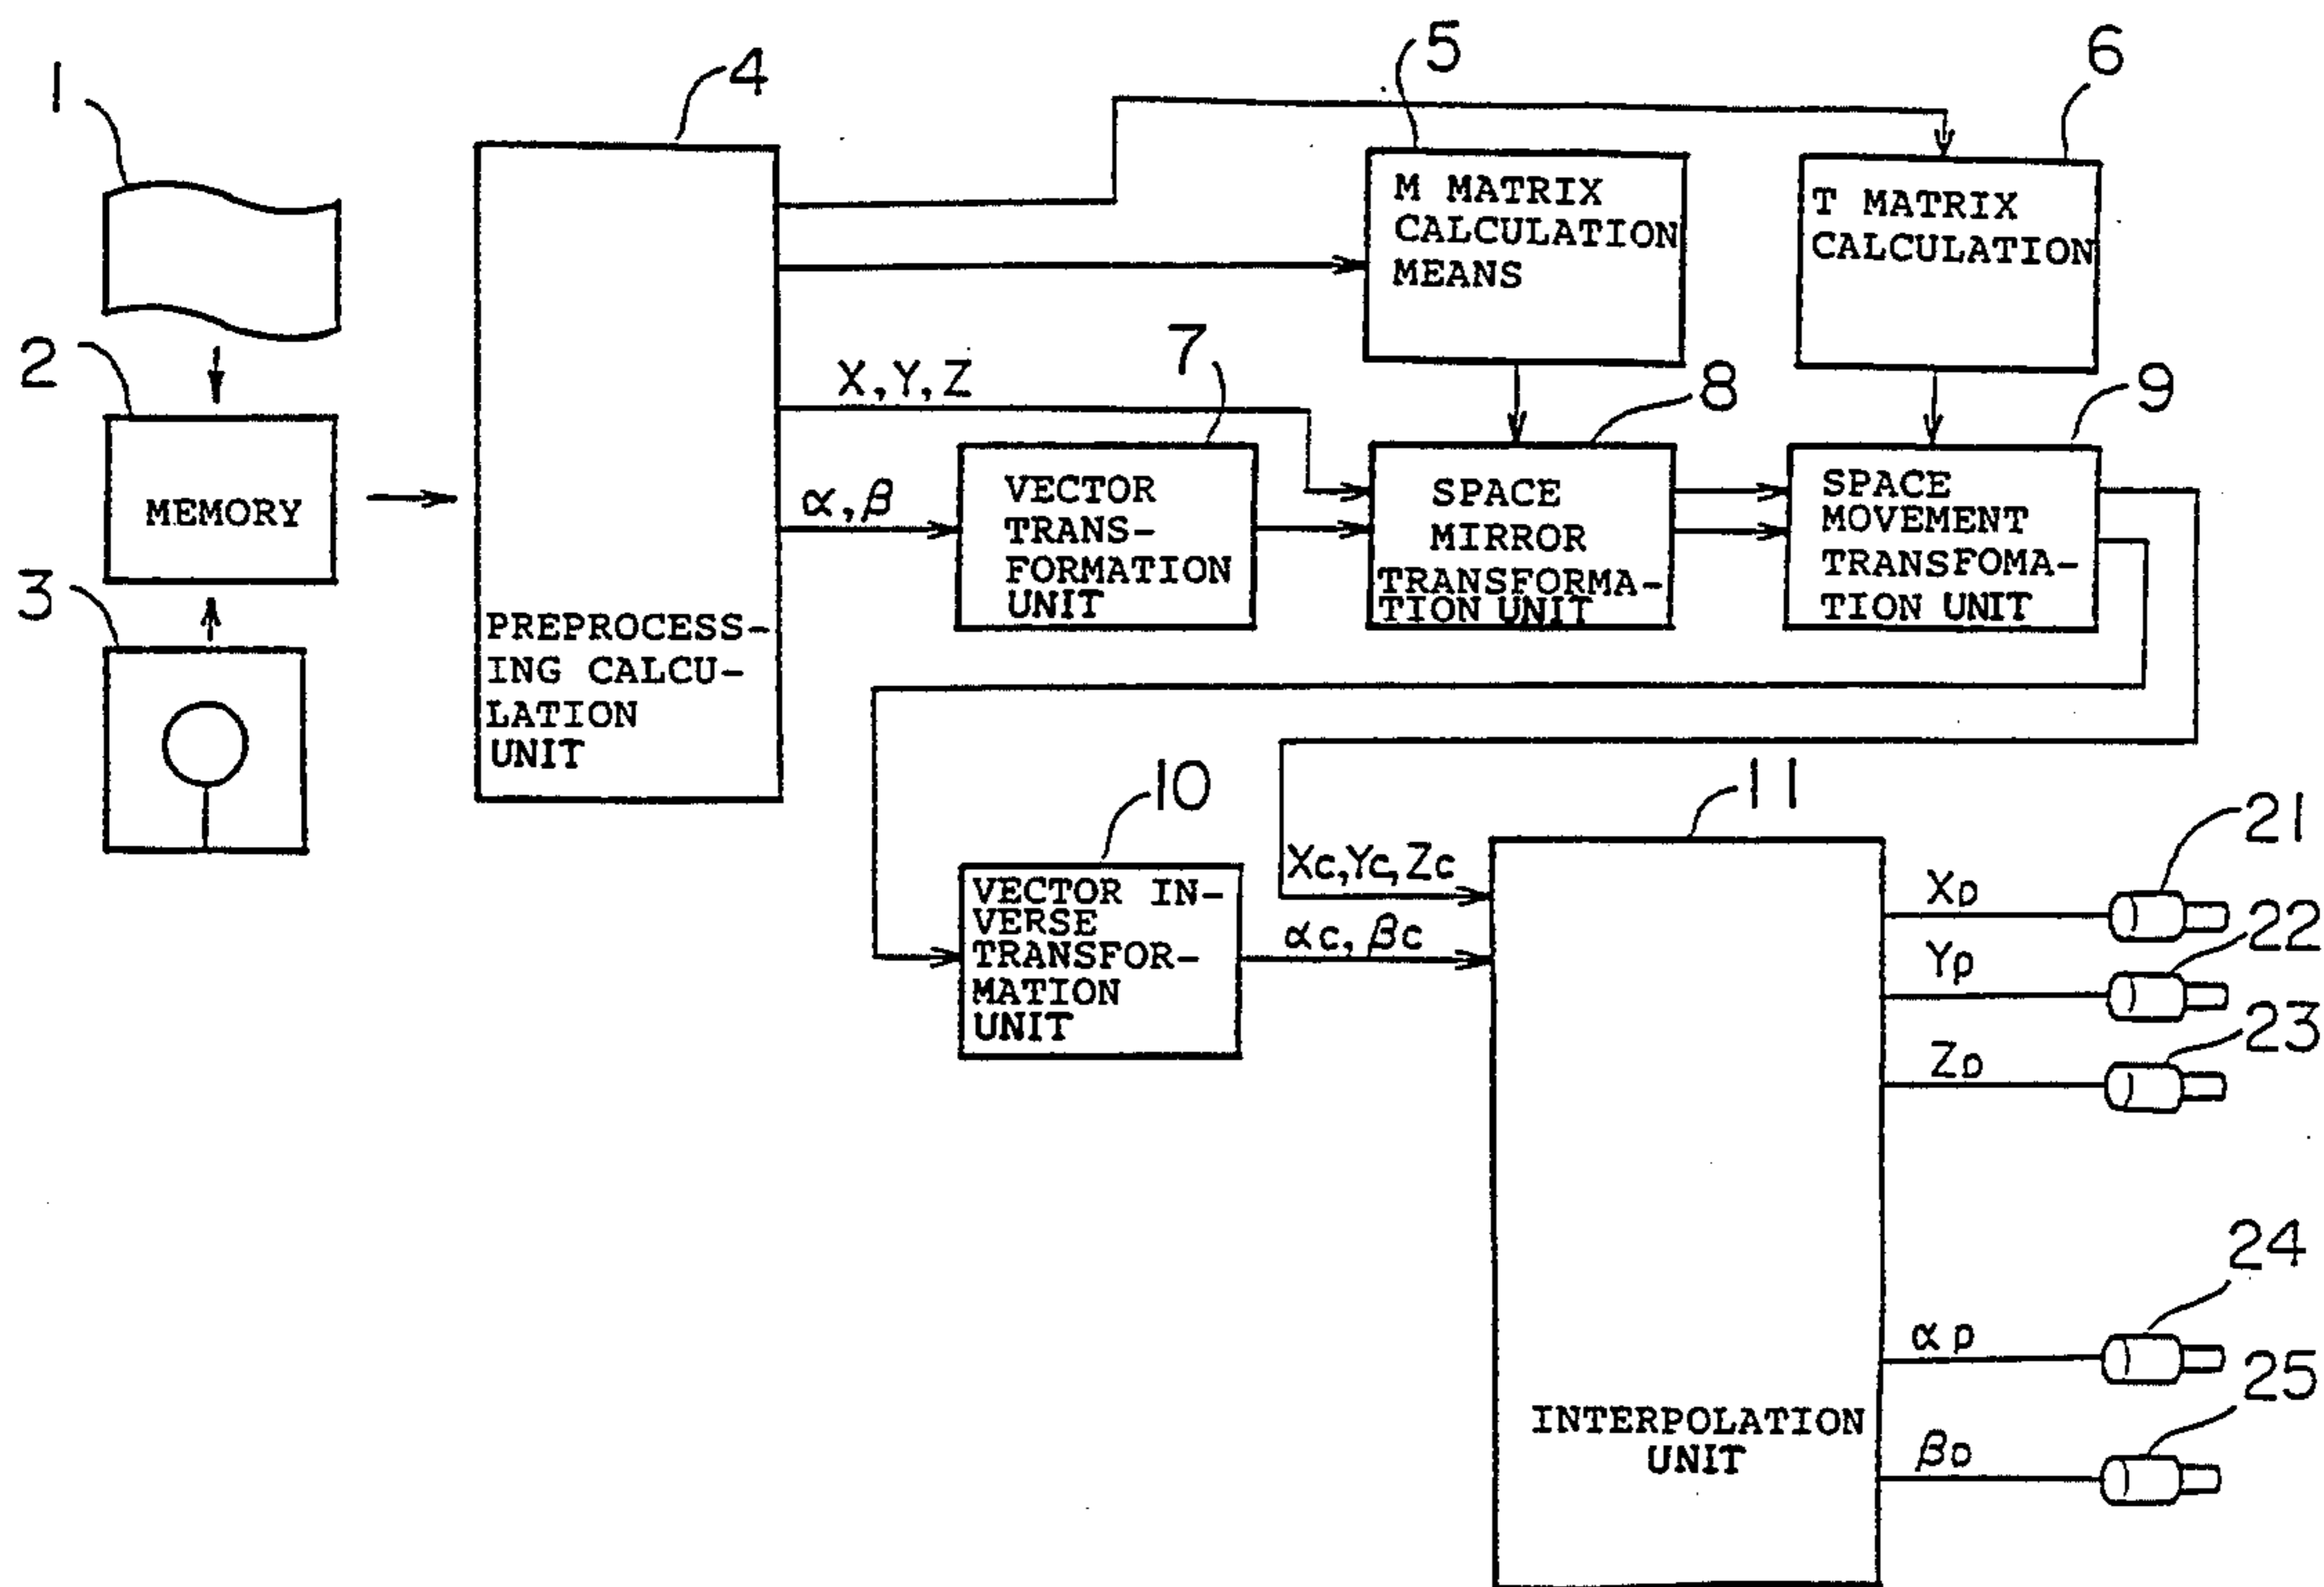 1
2
MEMORY
3
4
PREPROCESS-
ING CALCU-
LATION
UNIT
5
M MATRIX
CALCULATION
MEANS
6
T MATRIX
CALCULATION
X,Y,Z
α,β
7
VECTOR
TRANS-
FORMATION
UNIT
8
SPACE
MIRROR
TRANSFORMA-
TION UNIT
9
SPACE
MOVEMENT
TRANSFOMA-
TION UNIT
10
VECTOR IN-
VERSE
TRANSFOR-
MATION
UNIT
Xc,Yc,Zc
αc, βc
11
INTERPOLATION
UNIT
Xp
21
Yp
22
Zp
23
αp
24
βp
25